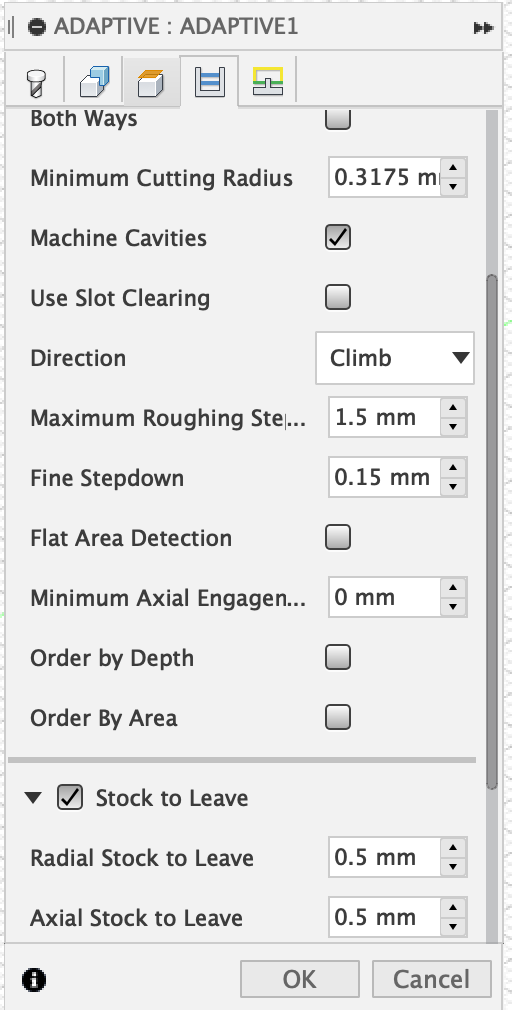 ADAPTIVE : ADAPTIVE1
Both Ways
Minimum Cutting Radius 0.3175 m
Machine Cavities
Use Slot Clearing
Direction Climb
Maximum Roughing Ste... 1.5 mm
Fine Stepdown 0.15 mm
Flat Area Detection
Minimum Axial Engagen... 0 mm
Order by Depth
Order By Area
Stock to Leave
Radial Stock to Leave 0.5 mm
Axial Stock to Leave 0.5 mm
OK Cancel